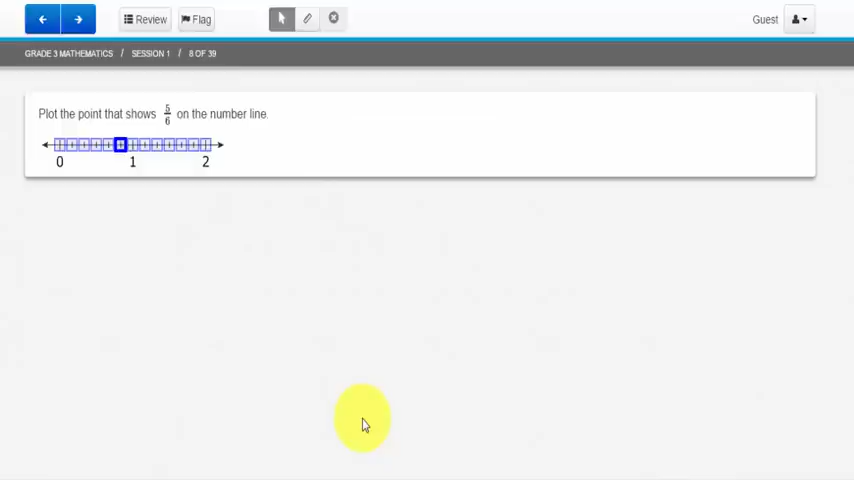 Review Flag Guest
GRADE 3 MATHEMATICS / SESSION 1 / 8 OF 39
Plot the point that shows 5/6 on the number line.
0 1 2